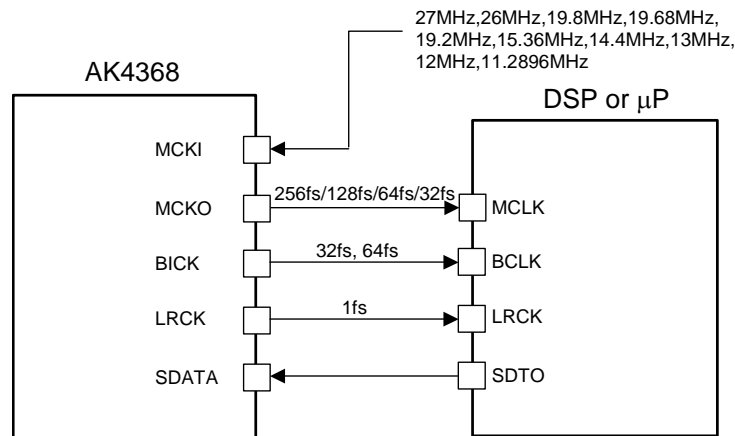 27MHz,26MHz,19.8MHz,19.68MHz,
19.2MHz,15.36MHz,14.4MHz,13MHz,
12MHz,11.2896MHz
AK4368
DSP or μP
MCKI
MCKO
256fs/128fs/64fs/32fs
MCLK
BICK
32fs, 64fs
BCLK
LRCK
1fs
LRCK
SDATA
SDTO